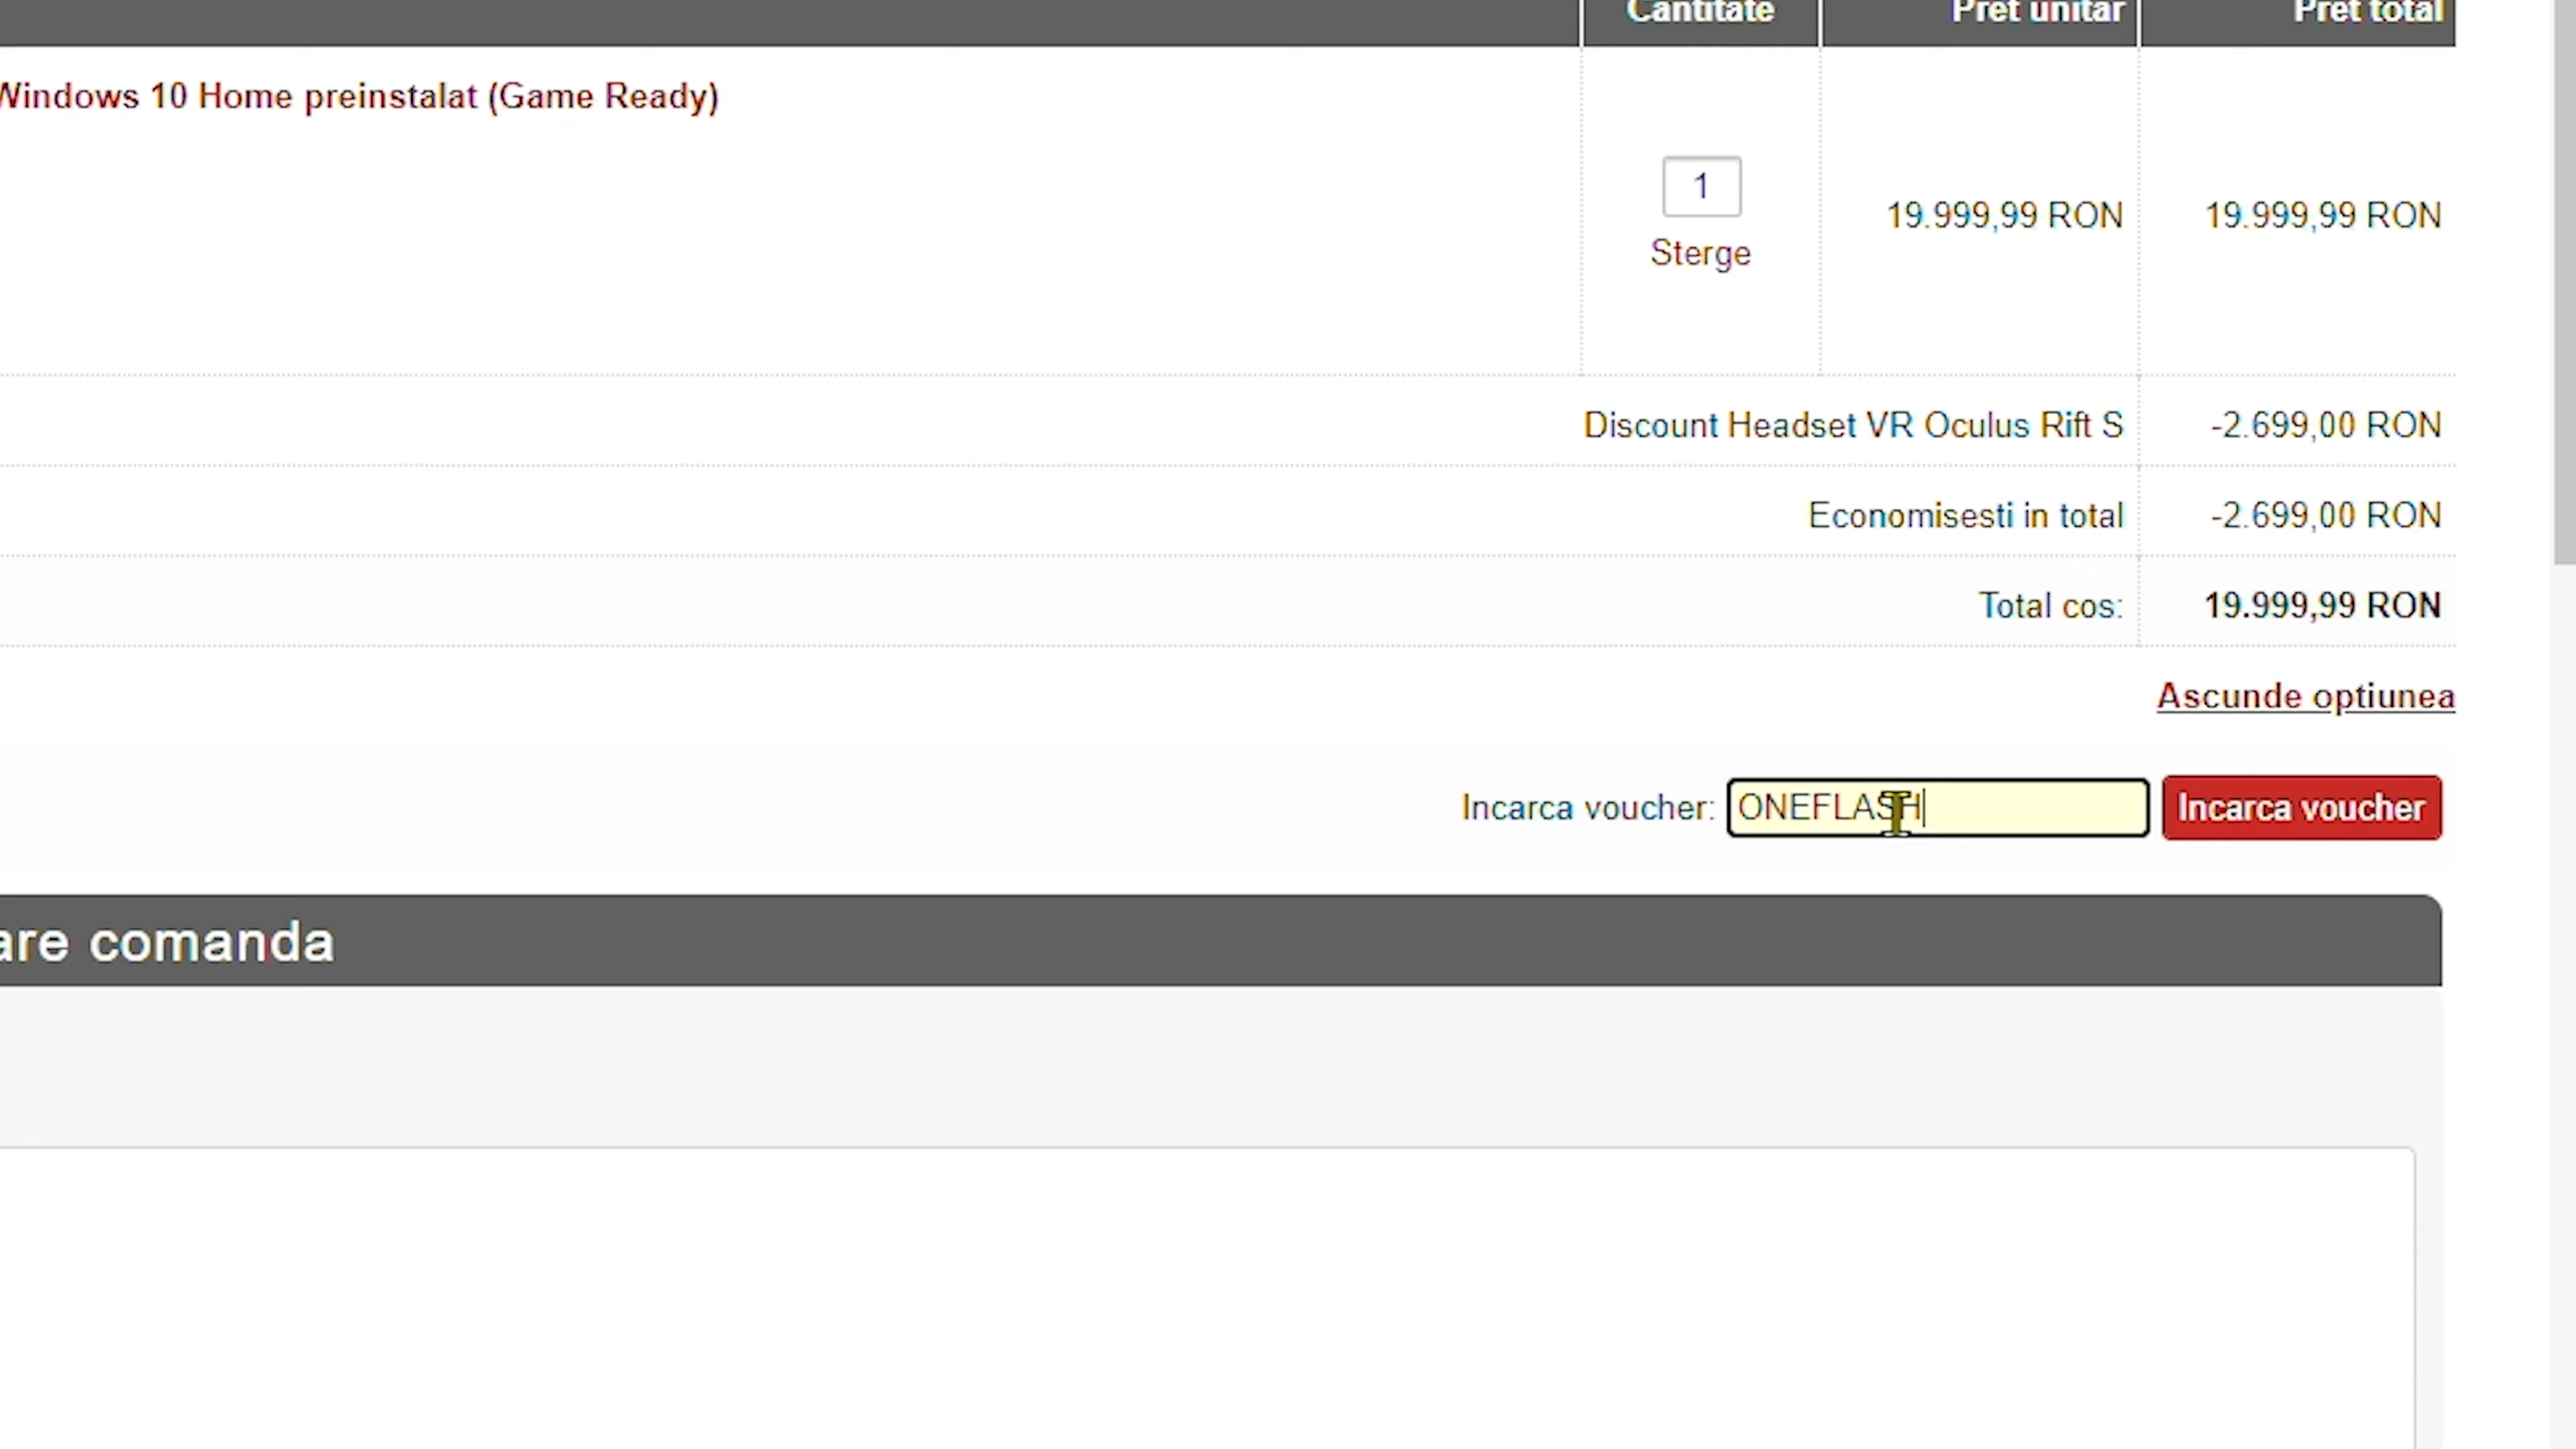 Cantitate Pret unitar Pret total
Windows 10 Home preinstalat (Game Ready)
1
19.999,99 RON 19.999,99 RON
Sterge
Discount Headset VR Oculus Rift S -2.699,00 RON
Economisesti in total -2.699,00 RON
Total cos: 19.999,99 RON
Ascunde optiunea
Incarca voucher: ONEFLASH Incarca voucher
are comanda